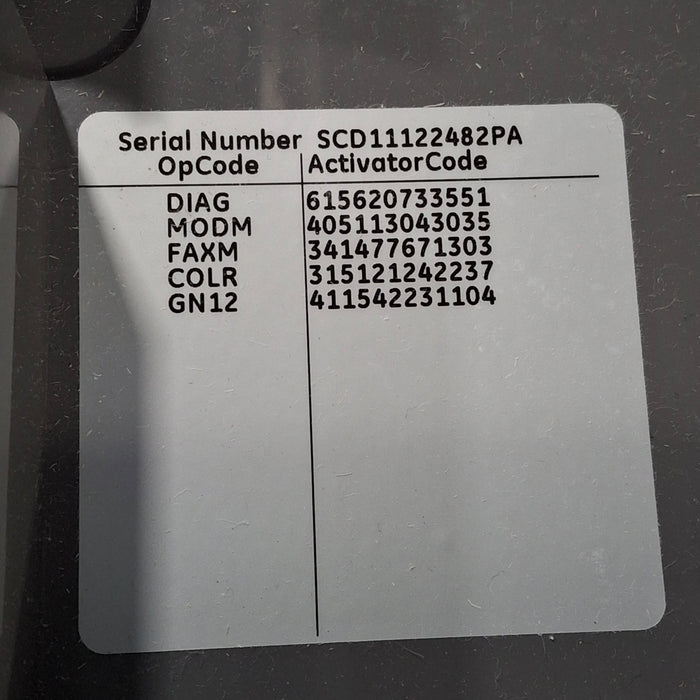 Serial Number SCD11122482PA
OpCode ActivatorCode
DIAG 615620733551
MODM 405113043035
FAXM 341477671303
COLR 315121242237
GN12 411542231104